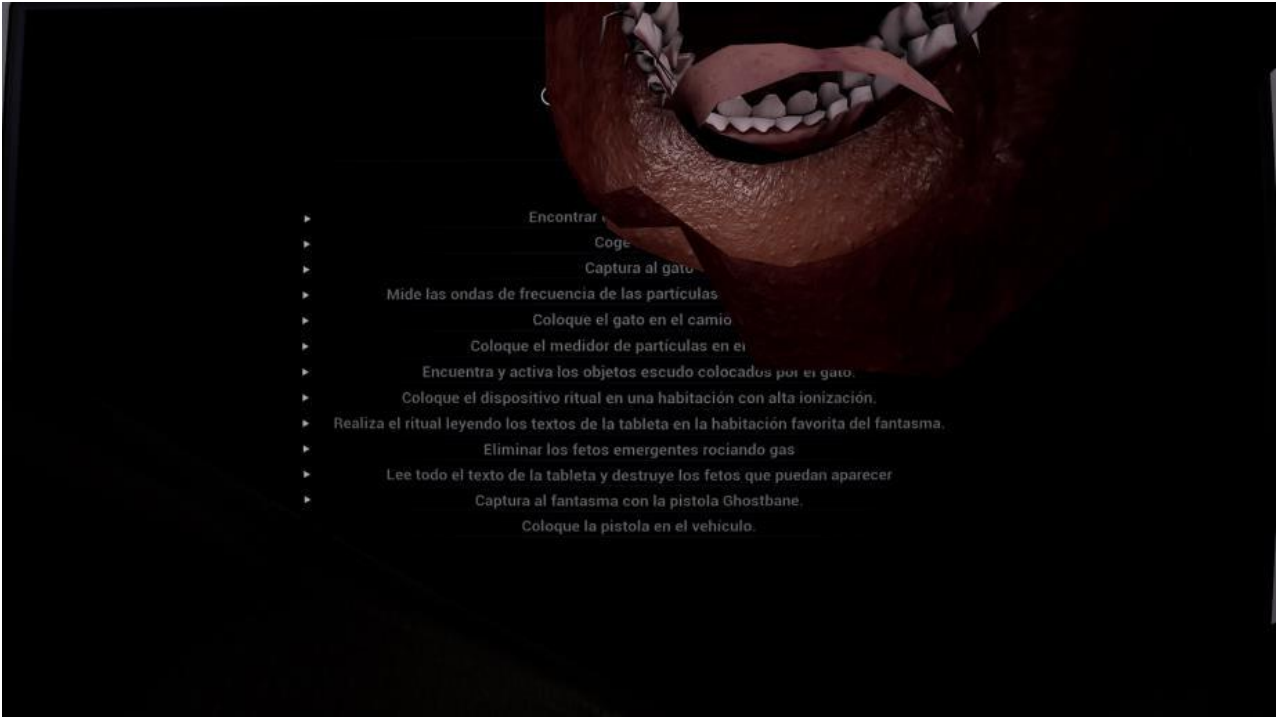 Encontrar
Coge
Captura al gato
Mide las ondas de frecuencia de las partículas
Coloque el gato en el
Coloque el medidor de partículas en
Encuentra y activa los objetos escudo colocados por el gato.
Coloque el dispositivo ritual en una habitación con alta ionización.
Realiza el ritual leyendo los textos de la tableta en la habitación favorita del fantasma.
Eliminar los fetos emergentes rociando gas
Lee todo el texto de la tableta y destruye los fetos que puedan aparecer
Captura al fantasma con la pistola Ghostbane.
Coloque la pistola en el vehículo.